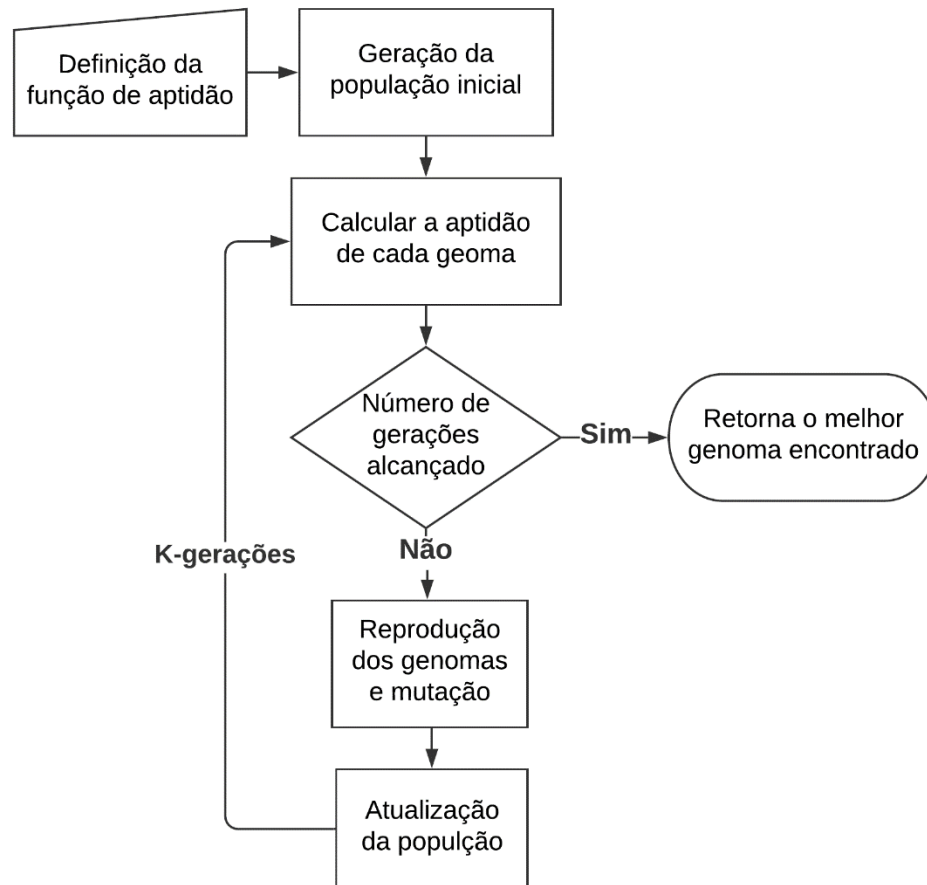 Definição da
função de aptidão
Geração da
população inicial
Calcular a aptidão
de cada geoma
Número de
gerações
alcançado
Sim
Retorna o melhor
genoma encontrado
Não
K-gerações
Reprodução
dos genomas
e mutação
Atualização
da populção